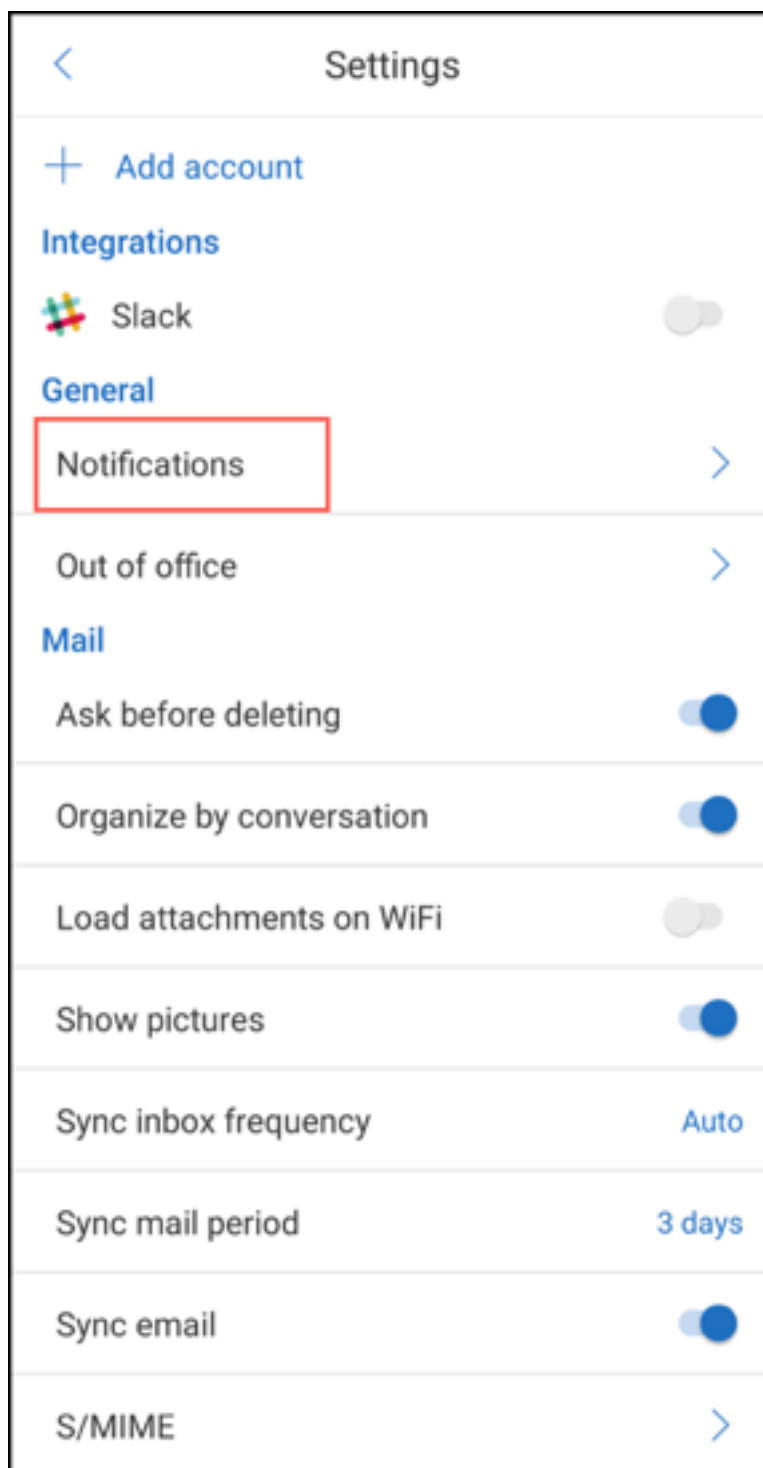 Settings
Add account
Integrations
Slack
General
Notifications
Out of office
Mail
Ask before deleting
Organize by conversation
Load attachments on WiFi
Show pictures
Sync inbox frequency Auto
Sync mail period 3 days
Sync email
S/MIME